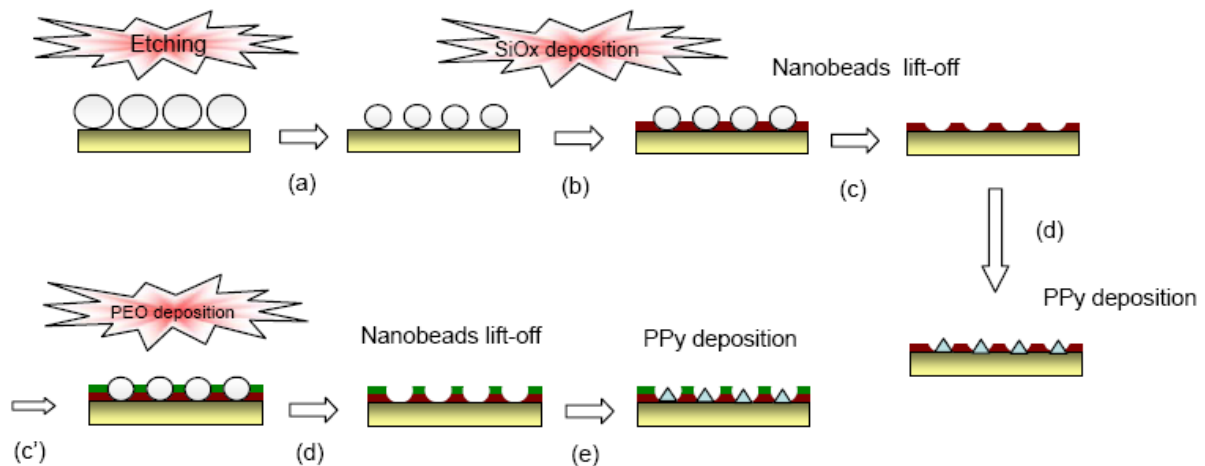 Etching
SiOx deposition
Nanobeads lift-off
(a)
(b)
(c)
(d)
PPy deposition
PEO deposition
Nanobeads lift-off
PPy deposition
(c')
(d)
(e)